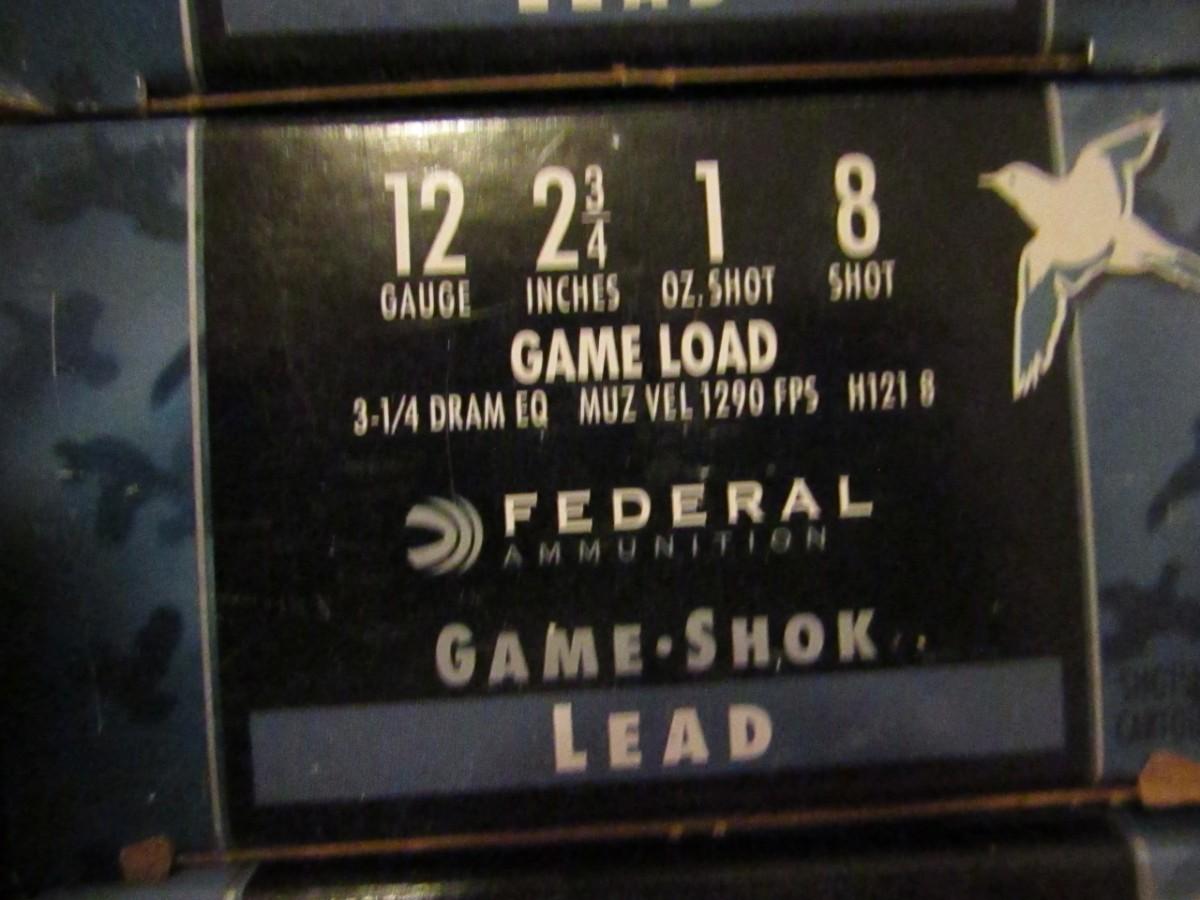 LEAD
12 2 3/4 1 8
GAUGE INCHES OZ. SHOT SHOT
GAME LOAD
3-1/4 DRAM EQ MUZ VEL 1290 FPS H121 8
FEDERAL
AMMUNITION
GAME·SHOK
LEAD